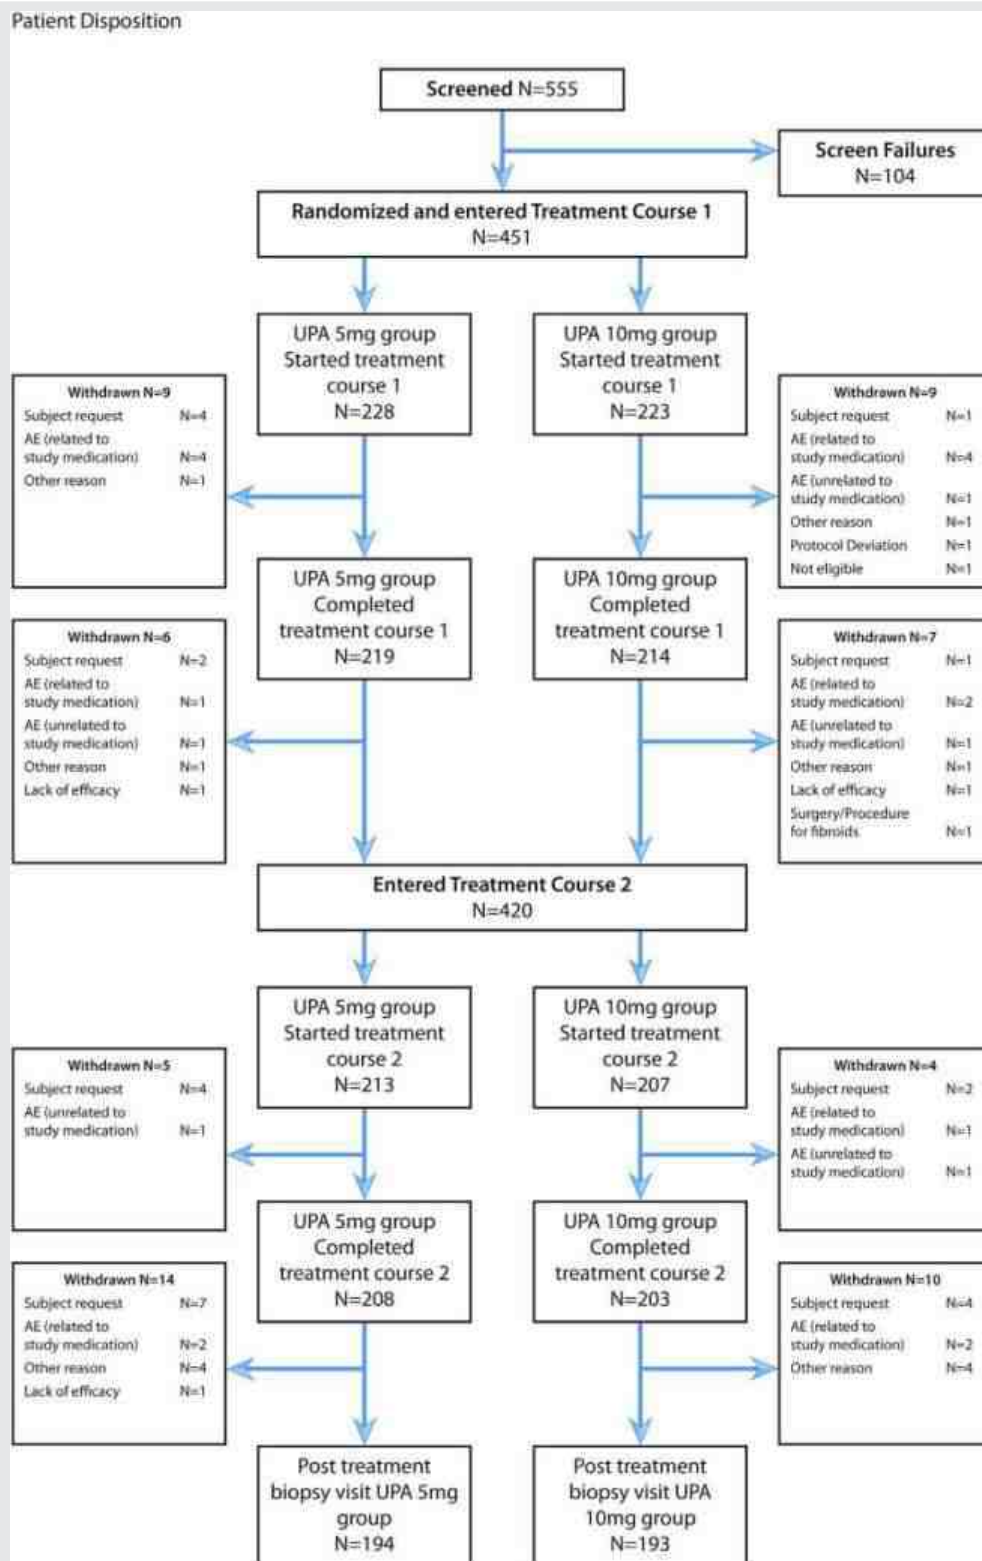 Patient Disposition
Screened N=555
Screen Failures
N=104
Randomized and entered Treatment Course 1
N=451
UPA 5mg group
Started treatment
course 1
N=228
UPA 10mg group
Started treatment
course 1
N=223
Withdrawn N=9
Subject request N=4
AE (related to
study medication) N=4
Other reason N=1
Withdrawn N=9
Subject request N=1
AE (related to
study medication) N=4
AE (unrelated to
study medication) N=1
Other reason N=1
Protocol Deviation N=1
Not eligible N=1
UPA 5mg group
Completed
treatment course 1
N=219
UPA 10mg group
Completed
treatment course 1
N=214
Withdrawn N=6
Subject request N=2
AE (related to
study medication) N=1
AE (unrelated to
study medication) N=1
Other reason N=1
Lack of efficacy N=1
Withdrawn N=7
Subject request N=1
AE (related to
study medication) N=2
AE (unrelated to
study medication) N=1
Other reason N=1
Lack of efficacy N=1
Surgery/Procedure
for fibroids N=1
Entered Treatment Course 2
N=420
UPA 5mg group
Started treatment
course 2
N=213
UPA 10mg group
Started treatment
course 2
N=207
Withdrawn N=5
Subject request N=4
AE (unrelated to
study medication) N=1
Withdrawn N=4
Subject request N=2
AE (related to
study medication) N=1
AE (unrelated to
study medication) N=1
UPA 5mg group
Completed
treatment course 2
N=208
UPA 10mg group
Completed
treatment course 2
N=203
Withdrawn N=14
Subject request N=7
AE (related to
study medication) N=2
Other reason N=4
Lack of efficacy N=1
Withdrawn N=10
Subject request N=4
AE (related to
study medication) N=2
Other reason N=4
Post treatment
biopsy visit UPA 5mg
group
N=194
Post treatment
biopsy visit UPA
10mg group
N=193